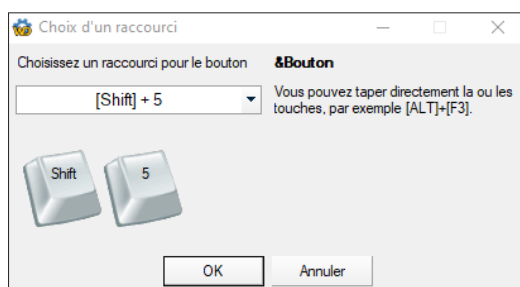 Choix d'un raccourci
Choisissez un raccourci pour le bouton
&Bouton
[Shift] + 5
Vous pouvez taper directement la ou les
touches, par exemple [ALT]+[F3].
Shift
5
OK
Annuler